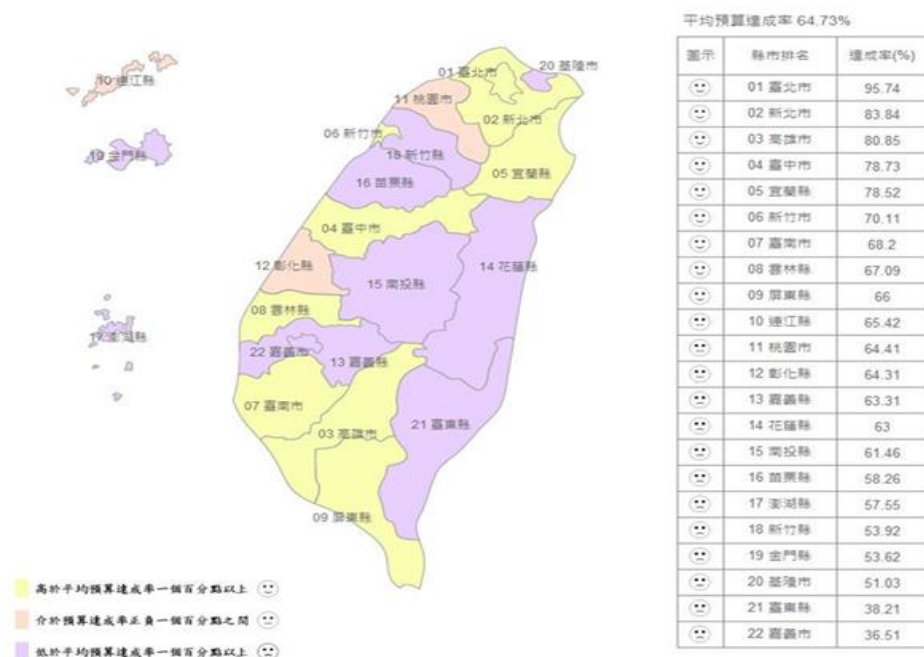 平均預算達成率 64.73%
圖示 縣市排名 達成率(%)
01 臺北市 95.74
02 新北市 83.84
03 高雄市 80.85
04 臺中市 78.73
05 宜蘭縣 78.52
06 新竹市 70.11
07 臺南市 68.2
08 雲林縣 67.09
09 屏東縣 66
10 連江縣 65.42
11 桃園市 64.41
12 彰化縣 64.31
13 嘉義縣 63.31
14 花蓮縣 63
15 南投縣 61.46
16 苗栗縣 58.26
17 澎湖縣 57.55
18 新竹縣 53.92
19 金門縣 53.62
20 基隆市 51.03
21 臺東縣 38.21
22 嘉義市 36.51
20 基隆市
01 臺北市
10 連江縣
11 桃園市
02 新北市
06 新竹市
19 金門縣
18 新竹縣
05 宜蘭縣
16 苗栗縣
04 臺中市
12 彰化縣
14 花蓮縣
15 南投縣
08 雲林縣
17 澎湖縣
22 嘉義市
13 嘉義縣
07 臺南市
21 臺東縣
03 高雄市
09 屏東縣
高於平均預算達成率一個百分點以上
介於預算達成率正負一個百分點之間
低於平均預算達成率一個百分點以上